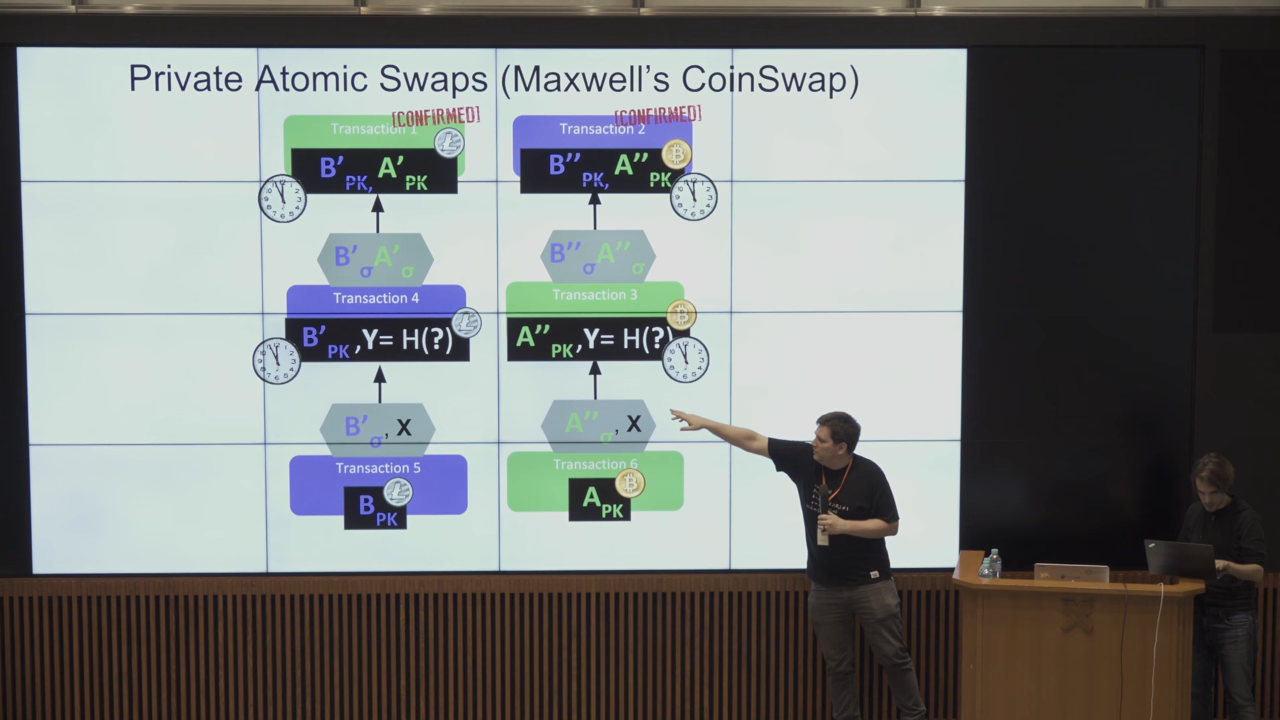 Private Atomic Swaps (Maxwell's CoinSwap)
[CONFIRMED]
Transaction 1
B'PK, A'PK
B'σ A'σ
Transaction 4
B'PK ,Y= H(?)
B'σ, X
Transaction 5
BPK
[CONFIRMED]
Transaction 2
B''PK, A''PK
B''σ A''σ
Transaction 3
A''PK ,Y= H(?)
A''σ, X
Transaction 6
APK